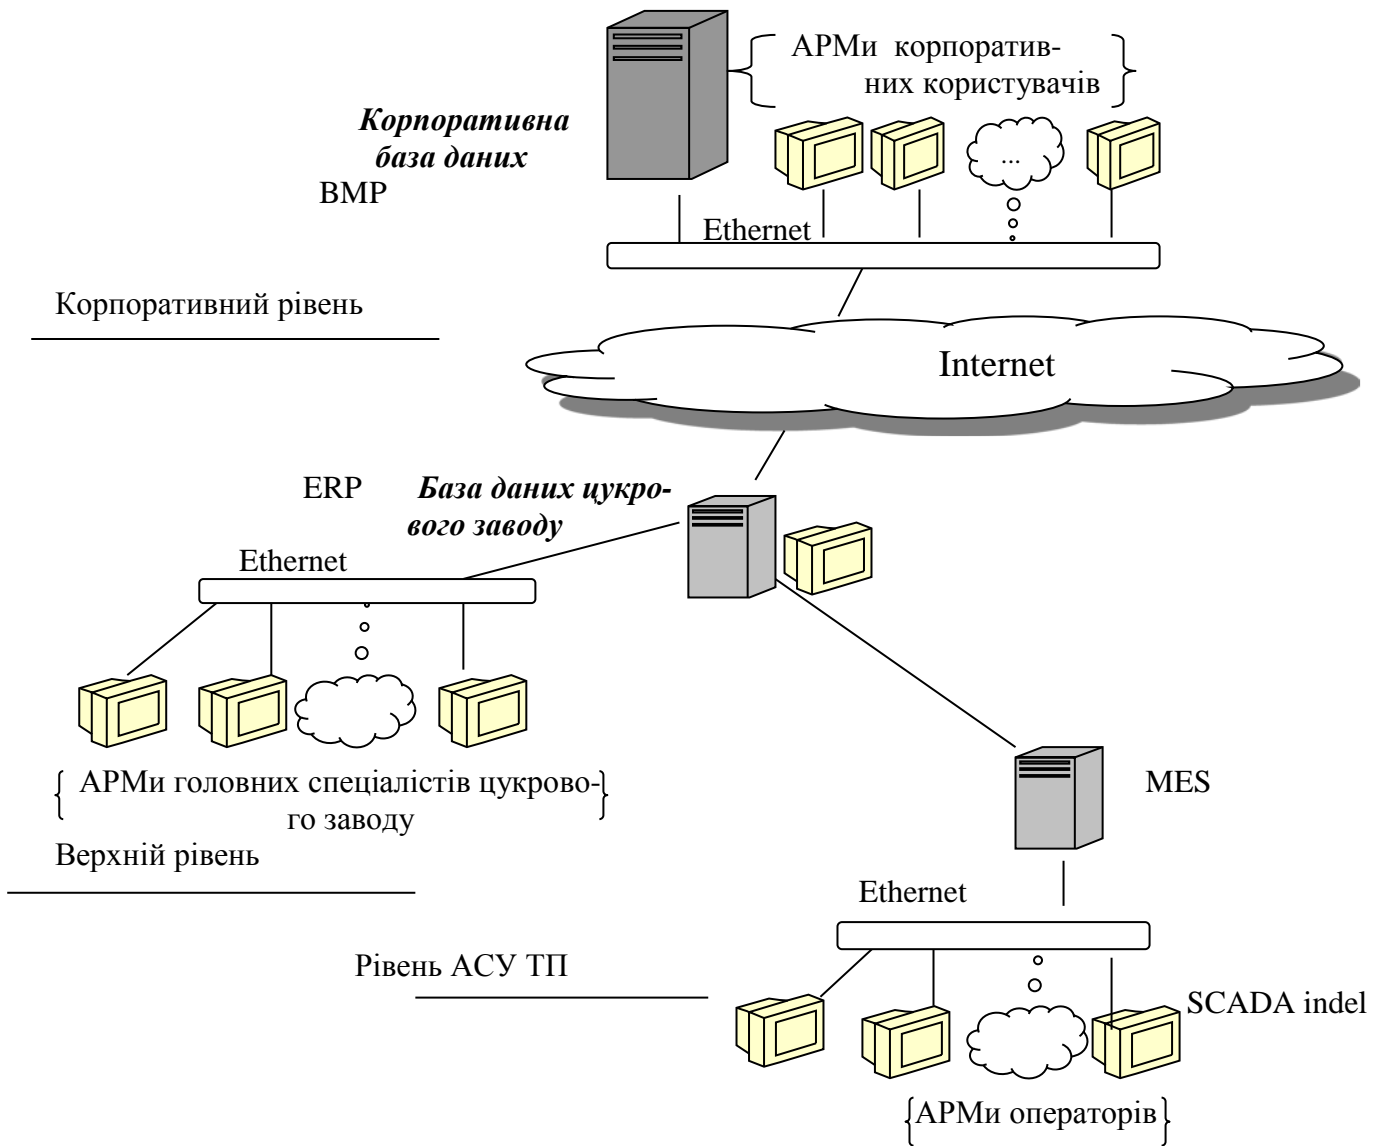 АРМи корпоратив-
них користувачів
Корпоративна
база даних
BMP
...
Ethernet
Корпоративний рівень
Internet
ERP База даних цукро-
вого заводу
Ethernet
АРМи головних спеціалістів цукрово-
го заводу
MES
Верхній рівень
Ethernet
Рівень АСУ ТП
SCADA indel
АРМи операторів